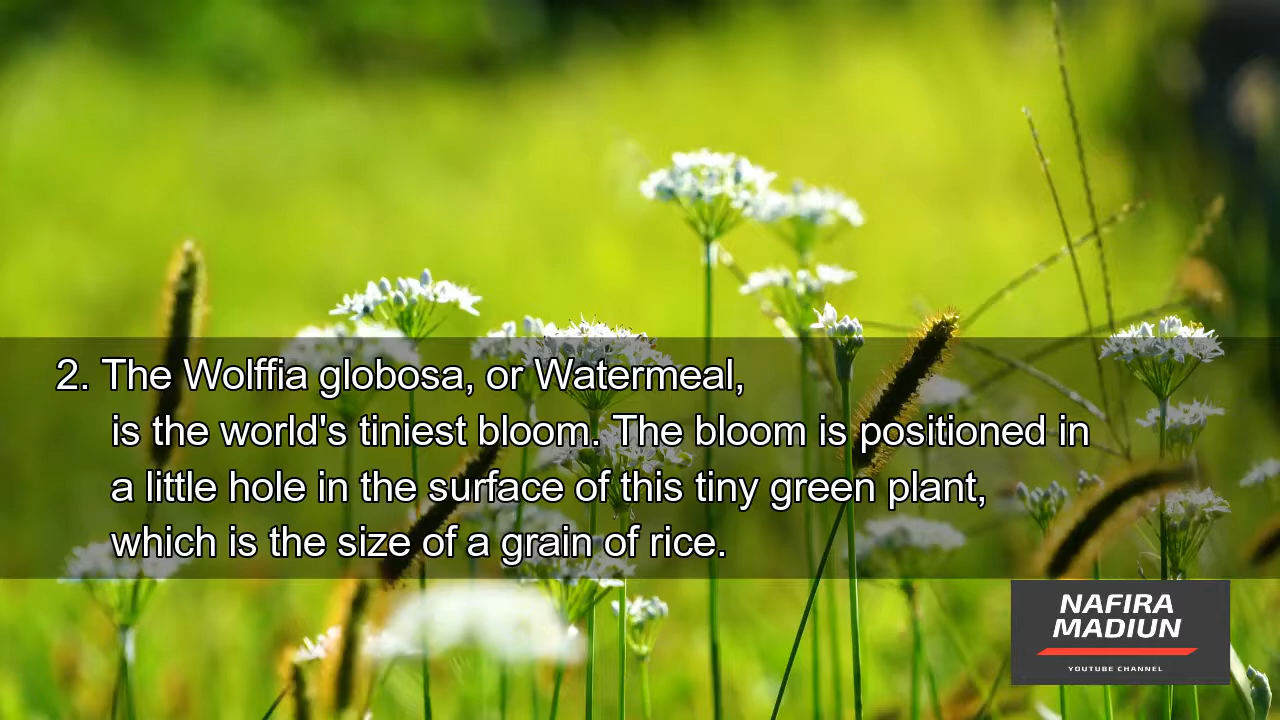 2. The Wolffia globosa, or Watermeal,
is the world's tiniest bloom. The bloom is positioned in
a little hole in the surface of this tiny green plant,
which is the size of a grain of rice.
NAFIRA
MADIUN
YOUTUBE CHANNEL